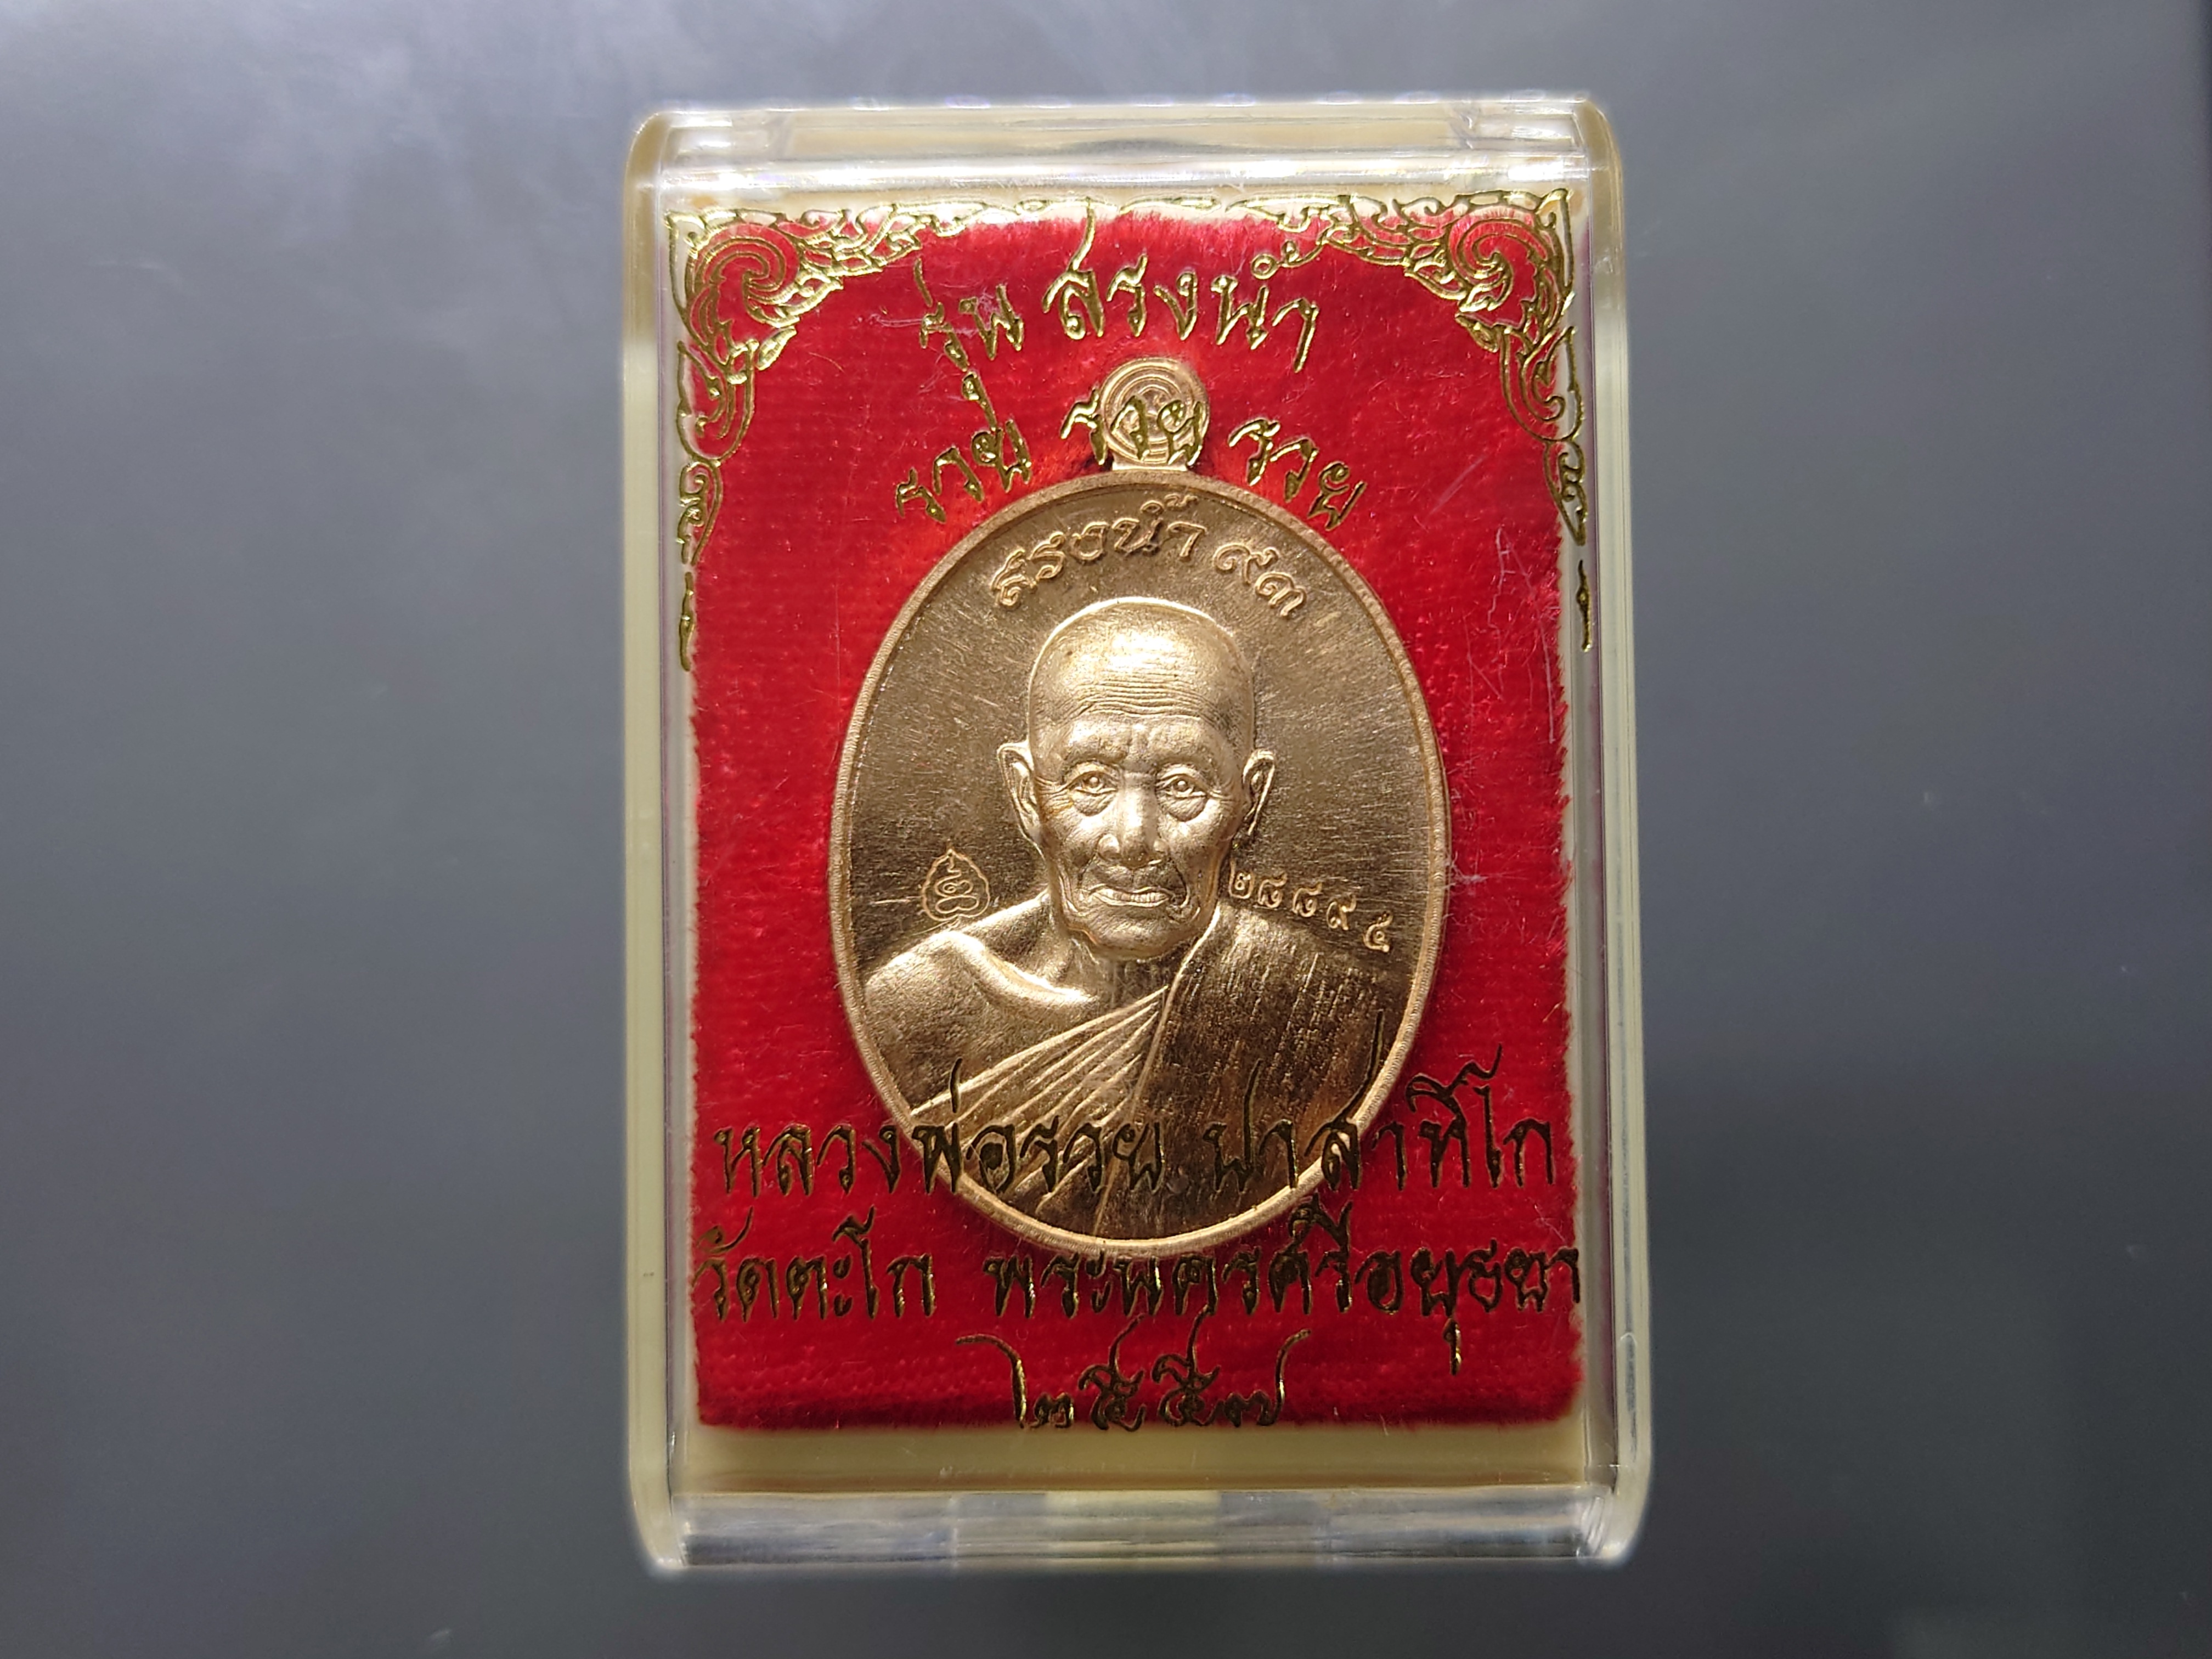 รุ่น สรงน้ำ
รวย รวย รวย
สรงน้ำ ๙๓
๒๘๘๙๕
หลวงพ่อรวย ปาสาทิโก
วัดตะโก พระนครศรีอยุธยา
๒๕๕๗